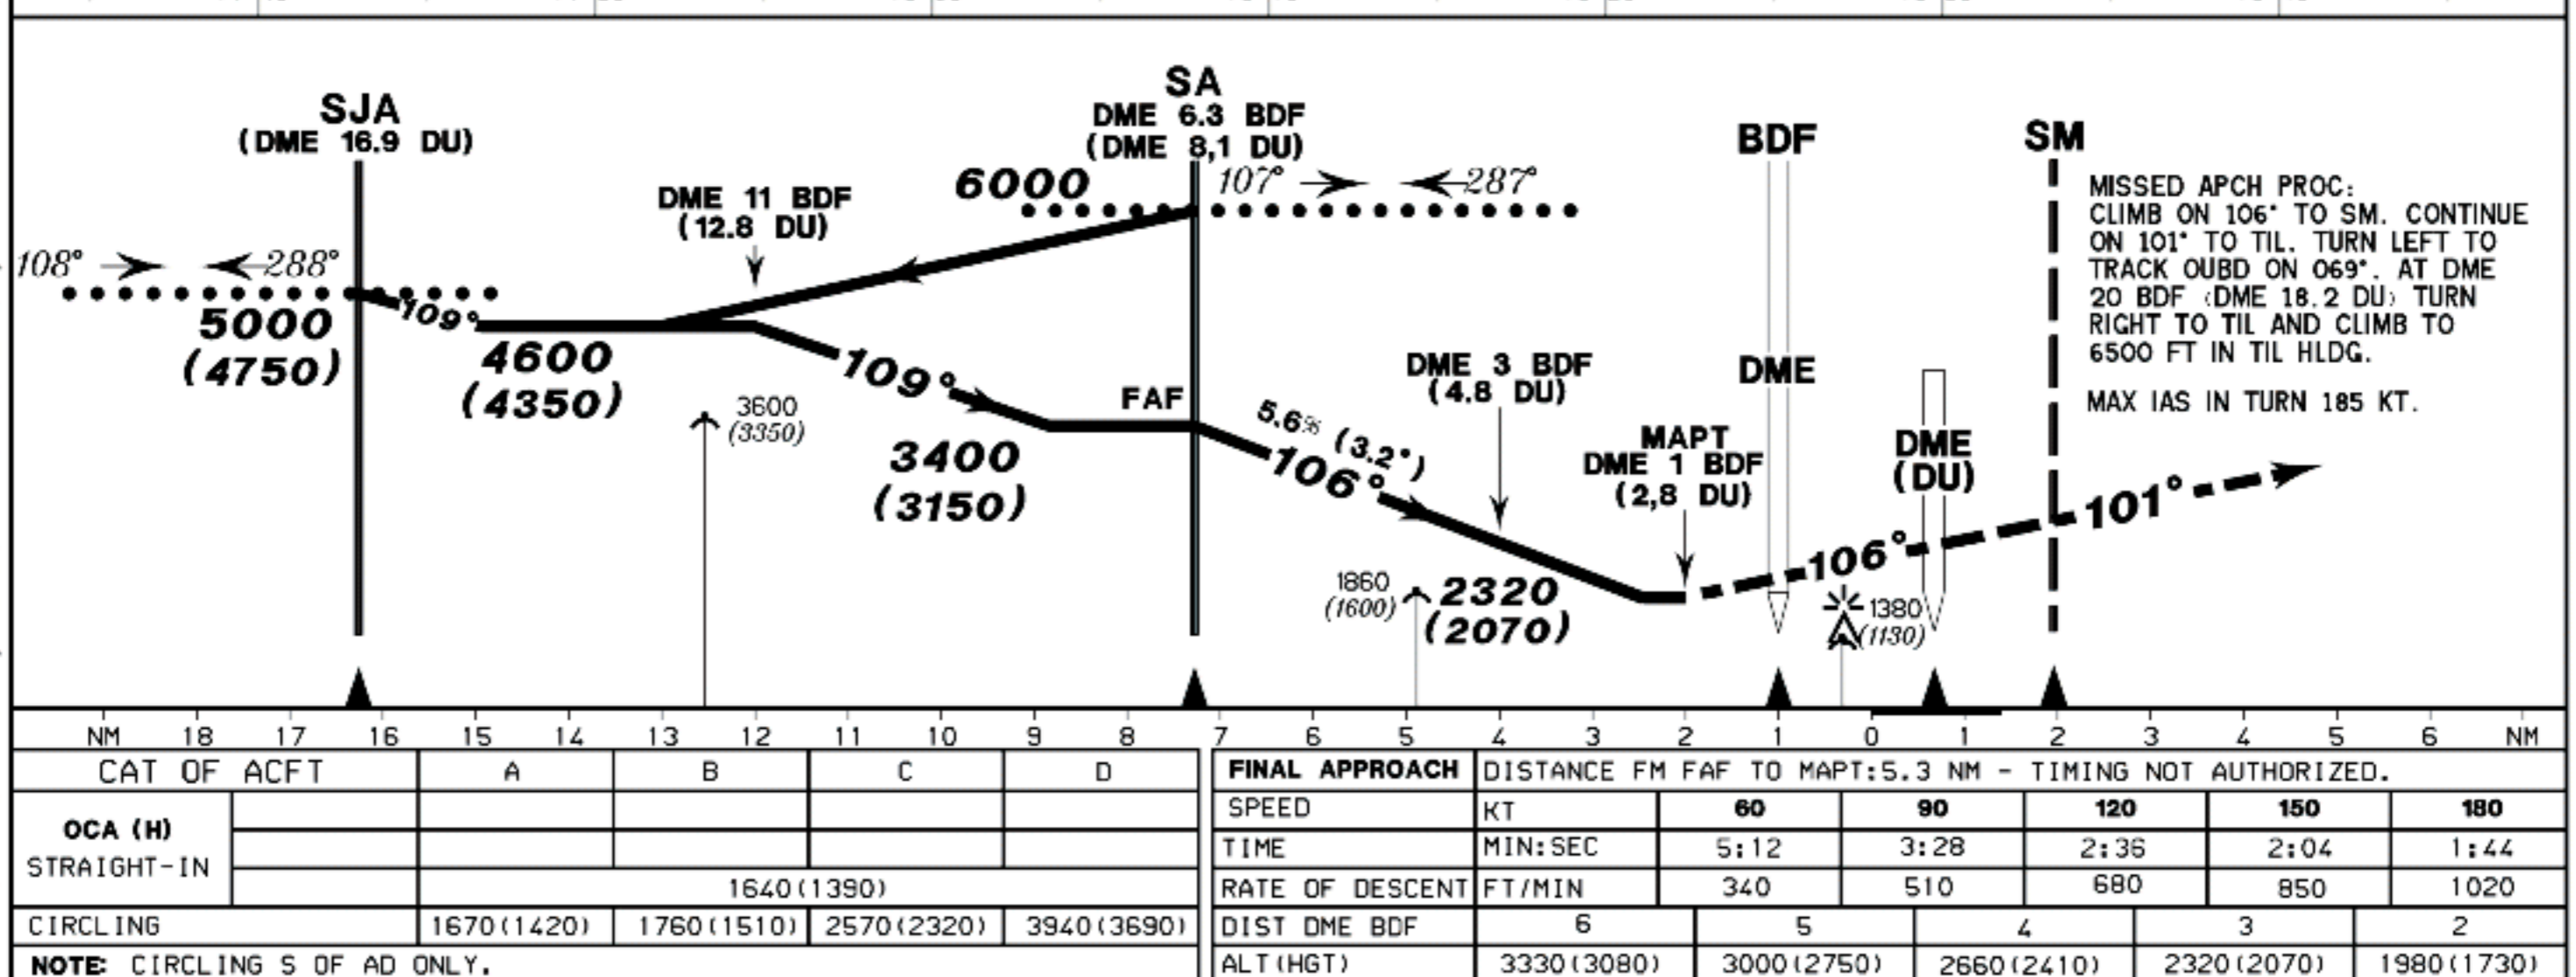 SJA
(DME 16.9 DU)
SA
DME 6.3 BDF
(DME 8,1 DU)
6000
107° 287°
DME 11 BDF
(12.8 DU)
108° 288°
5000
(4750)
109°
4600
(4350)
3600
(3350)
109°
3400
(3150)
FAF
5.6% (3.2°)
106°
DME 3 BDF
(4.8 DU)
1860
(1600)
2320
(2070)
MAPT
DME 1 BDF
(2,8 DU)
BDF
DME
106°
1380
(1130)
DME
(DU)
SM
101°
MISSED APCH PROC:
CLIMB ON 106° TO SM. CONTINUE
ON 101° TO TIL. TURN LEFT TO
TRACK OUBD ON 069°. AT DME
20 BDF (DME 18.2 DU) TURN
RIGHT TO TIL AND CLIMB TO
6500 FT IN TIL HLDG.
MAX IAS IN TURN 185 KT.
NM 18 17 16 15 14 13 12 11 10 9 8 7 6 5 4 3 2 1 0 1 2 3 4 5 6 NM
CAT OF ACFT A B C D
OCA (H)
STRAIGHT-IN
1640(1390)
CIRCLING 1670(1420) 1760(1510) 2570(2320) 3940(3690)
NOTE: CIRCLING S OF AD ONLY.
FINAL APPROACH DISTANCE FM FAF TO MAPT:5.3 NM - TIMING NOT AUTHORIZED.
SPEED KT 60 90 120 150 180
TIME MIN:SEC 5:12 3:28 2:36 2:04 1:44
RATE OF DESCENT FT/MIN 340 510 680 850 1020
DIST DME BDF 6 5 4 3 2
ALT(HGT) 3330(3080) 3000(2750) 2660(2410) 2320(2070) 1980(1730)